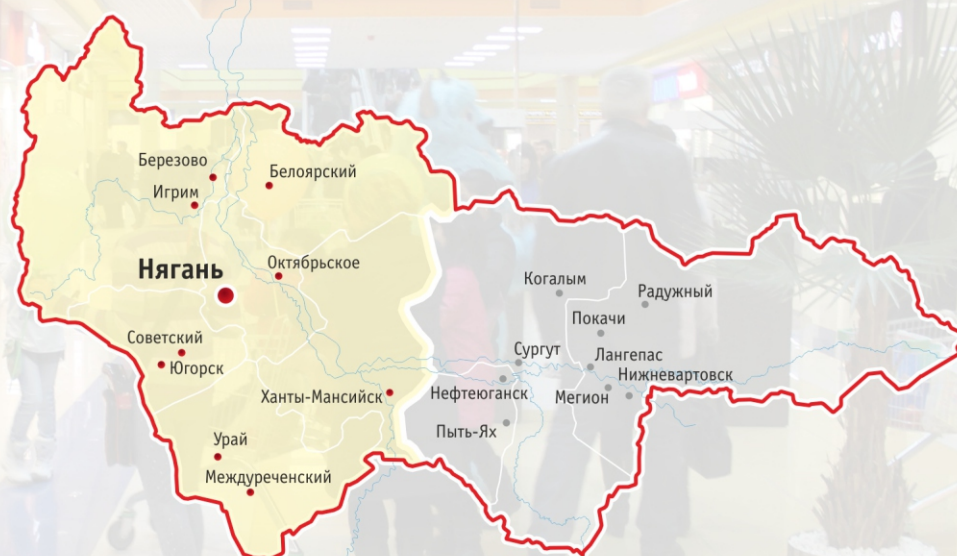 Березово
Белоярский
Игрим
Октябрьское
Нягань
Когалым
Радужный
Покачи
Советский
Югорск
Сургут
Лангепас
Нижневартовск
Нефтеюганск
Мегион
Ханты-Мансийск
Пыть-Ях
Урай
Междуреченский